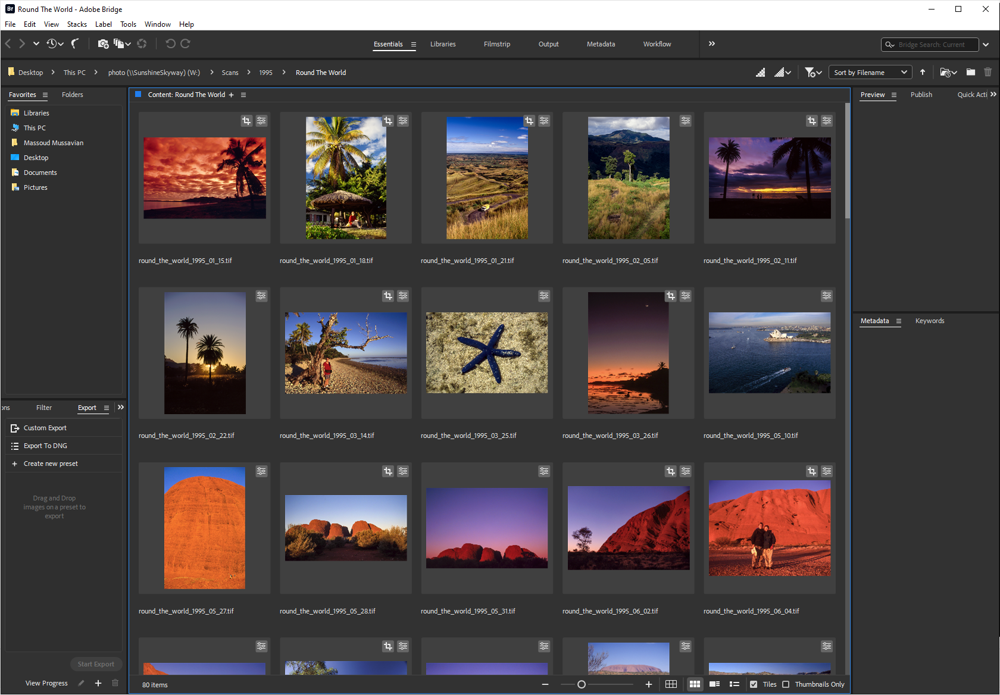 Br Round The World - Adobe Bridge
File Edit View Stacks Label Tools Window Help
Essentials Libraries Filmstrip Output Metadata Workflow
Bridge Search: Current
Desktop This PC photo (\\SunshineSkyway) (W:) Scans 1995 Round The World
Sort by Filename
Favorites Folders
Libraries
This PC
Massoud Mussavian
Desktop
Documents
Pictures
ons Filter Export
Custom Export
Export To DNG
Create new preset
Drag and Drop
images on a preset to
export
Start Export
View Progress
Content: Round The World
round_the_world_1995_01_15.tif round_the_world_1995_01_18.tif round_the_world_1995_01_21.tif round_the_world_1995_02_05.tif round_the_world_1995_02_11.tif
round_the_world_1995_02_22.tif round_the_world_1995_03_14.tif round_the_world_1995_03_25.tif round_the_world_1995_03_26.tif round_the_world_1995_05_10.tif
round_the_world_1995_05_27.tif round_the_world_1995_05_28.tif round_the_world_1995_05_31.tif round_the_world_1995_06_02.tif round_the_world_1995_06_04.tif
80 items
Tiles Thumbnails Only
Preview Publish Quick Acti
Metadata Keywords